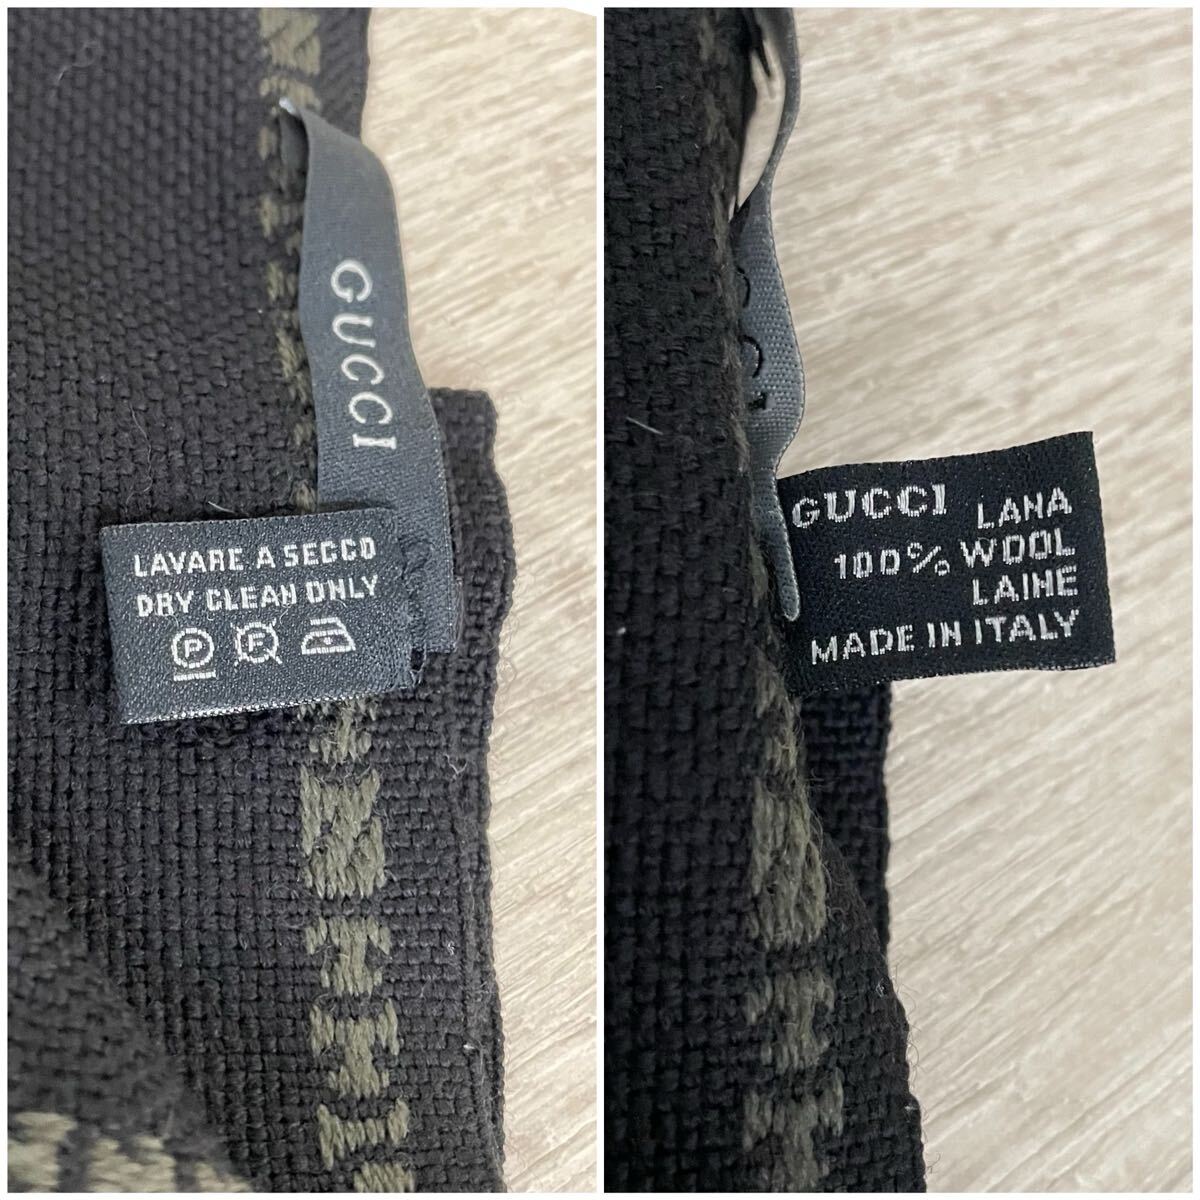 GUCCI
LAVARE A SECCO
DRY CLEAN ONLY
P F
GUCCI LANA
100% WOOL
LAINE
MADE IN ITALY